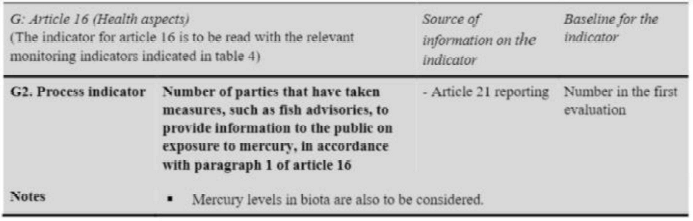 G: Article 16 (Health aspects)
(The indicator for article 16 is to be read with the relevant
monitoring indicators indicated in table 4)
Source of
information on the
indicator
Baseline for the
indicator
G2. Process indicator
Number of parties that have taken
measures, such as fish advisories, to
provide information to the public on
exposure to mercury, in accordance
with paragraph 1 of article 16
- Article 21 reporting
Number in the first
evaluation
Notes
▪ Mercury levels in biota are also to be considered.